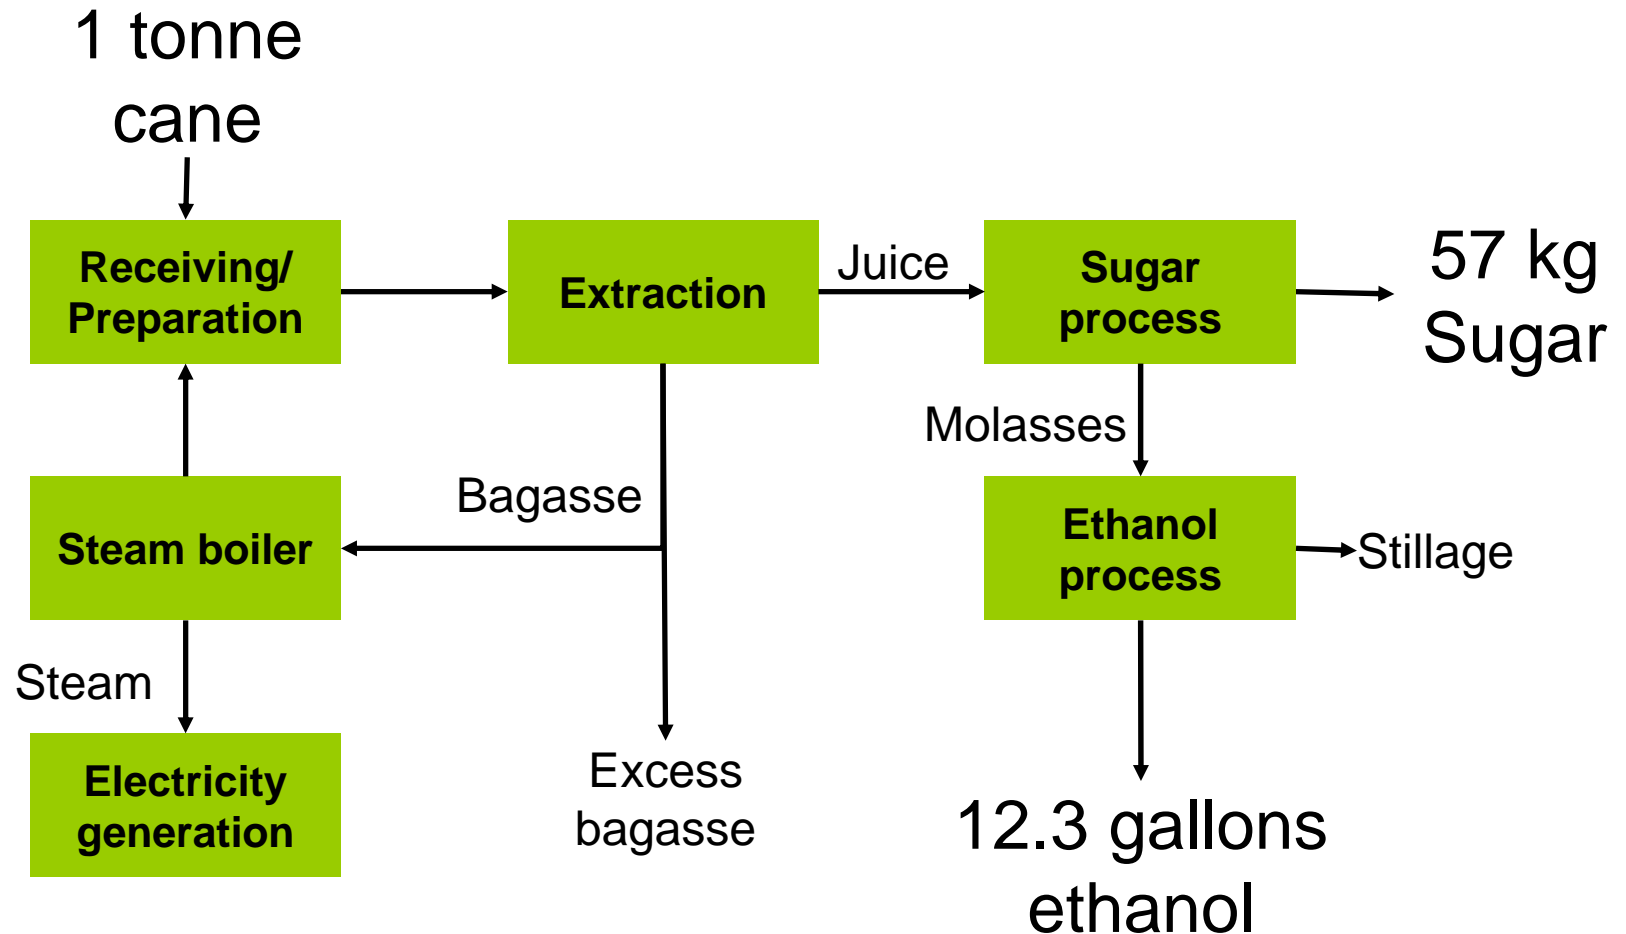 1 tonne
cane
Receiving/
Preparation
Extraction
Juice
Sugar
process
57 kg
Sugar
Molasses
Bagasse
Steam boiler
Ethanol
process
Stillage
Steam
Electricity
generation
Excess
bagasse
12.3 gallons
ethanol